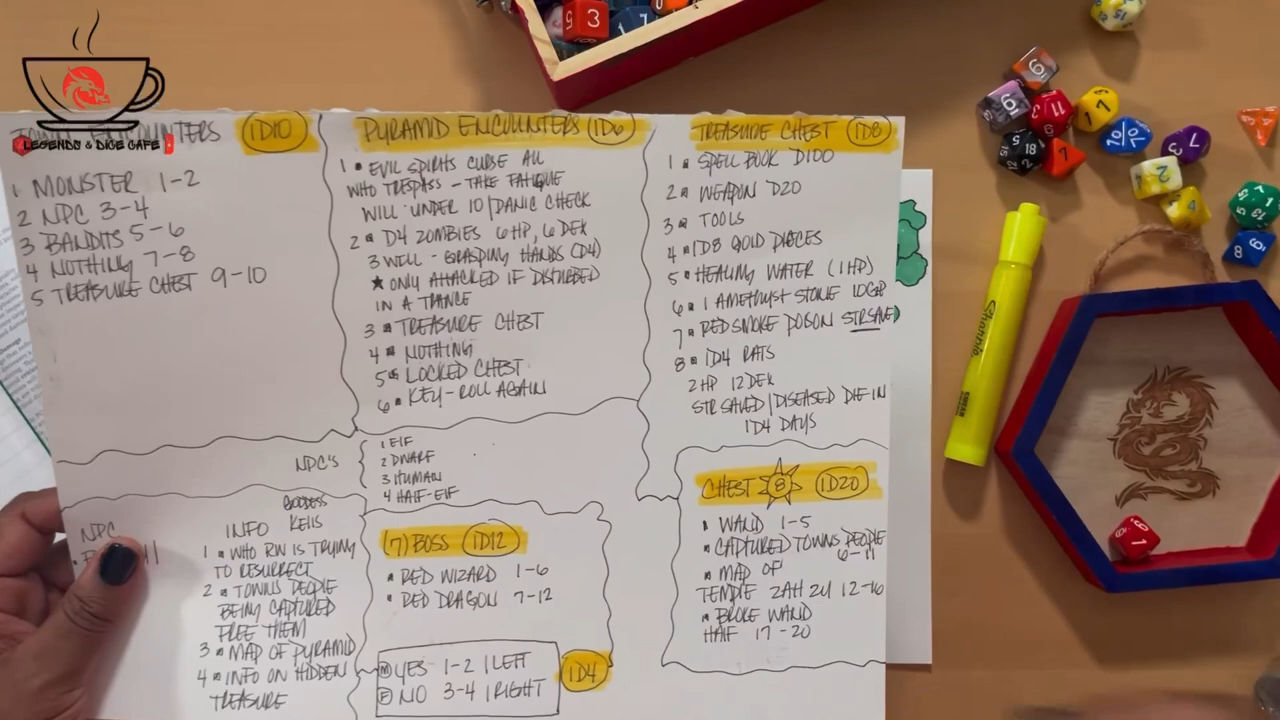 LEGENDS & DICE CAFE
TOWN ENCOUNTERS 1D10
1 MONSTER 1-2
2 NPC 3-4
3 BANDITS 5-6
4 NOTHING 7-8
5 TREASURE CHEST 9-10
PYRAMID ENCOUNTERS (1D6)
1 EVIL SPIRITS CURSE ALL
WHO TRESPASS - TAKE FATIGUE
WILL UNDER 10 / PANIC CHECK
2 D4 ZOMBIES 6HP, 6 DEX
3 WILL - GRASPING HANDS (D4)
★ ONLY ATTACKED IF DISTURBED
IN A TRANCE
3 TREASURE CHEST
4 NOTHING
5 LOCKED CHEST
6 KEY - ROLL AGAIN
TREASURE CHEST 1D8
1 SPELL BOOK D100
2 WEAPON D20
3 TOOLS
4 1D8 GOLD PIECES
5 HEALING WATER (1HP)
6 1 AMETHYST STONE 10GP
7 RED SMOKE POISON STR SAVE
8 1D4 RATS
2HP 12DEX
STR SAVED / DISEASED DIE IN
1D4 DAYS
NPC'S
1 ELF
2 DWARF
3 HUMAN
4 HALF-ELF
NPC
GODDESS
INFO KELIS
1 WHO RW IS TRYING
TO RESURRECT
2 TOWNS PEOPLE
BEING CAPTURED
FREE THEM
3 MAP OF PYRAMID
4 INFO ON HIDDEN
TREASURE
(7) BOSS 1D12
RED WIZARD 1-6
RED DRAGON 7-12
M YES 1-2 | LEFT
F NO 3-4 | RIGHT
1D4
CHEST 8 1D20
WAND 1-5
CAPTURED TOWNS PEOPLE
6-11
MAP OF
TEMPLE ZAH ZU 12-16
BROKE WAND
HALF 17-20
Sharpie